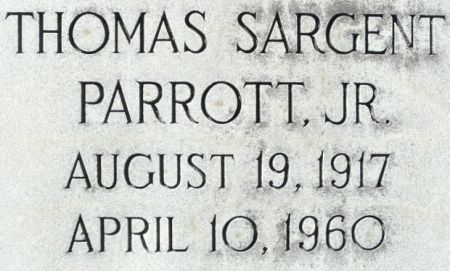 THOMAS SARGENT
PARROTT, JR.
AUGUST 19, 1917
APRIL 10, 1960